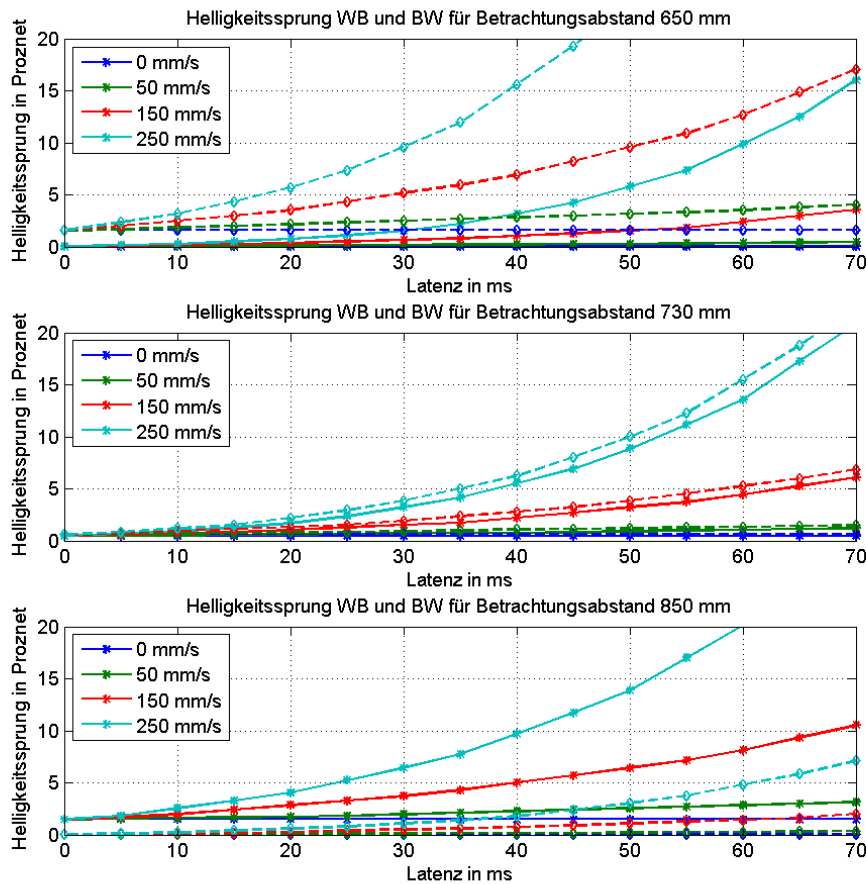 Helligkeitssprung WB und BW für Betrachtungsabstand 650 mm
20
15
10
5
0
Helligkeitssprung in Proznet
0 mm/s
50 mm/s
150 mm/s
250 mm/s
0 10 20 30 40 50 60 70
Latenz in ms
Helligkeitssprung WB und BW für Betrachtungsabstand 730 mm
20
15
10
5
0
Helligkeitssprung in Proznet
0 mm/s
50 mm/s
150 mm/s
250 mm/s
0 10 20 30 40 50 60 70
Latenz in ms
Helligkeitssprung WB und BW für Betrachtungsabstand 850 mm
20
15
10
5
0
Helligkeitssprung in Proznet
0 mm/s
50 mm/s
150 mm/s
250 mm/s
0 10 20 30 40 50 60 70
Latenz in ms